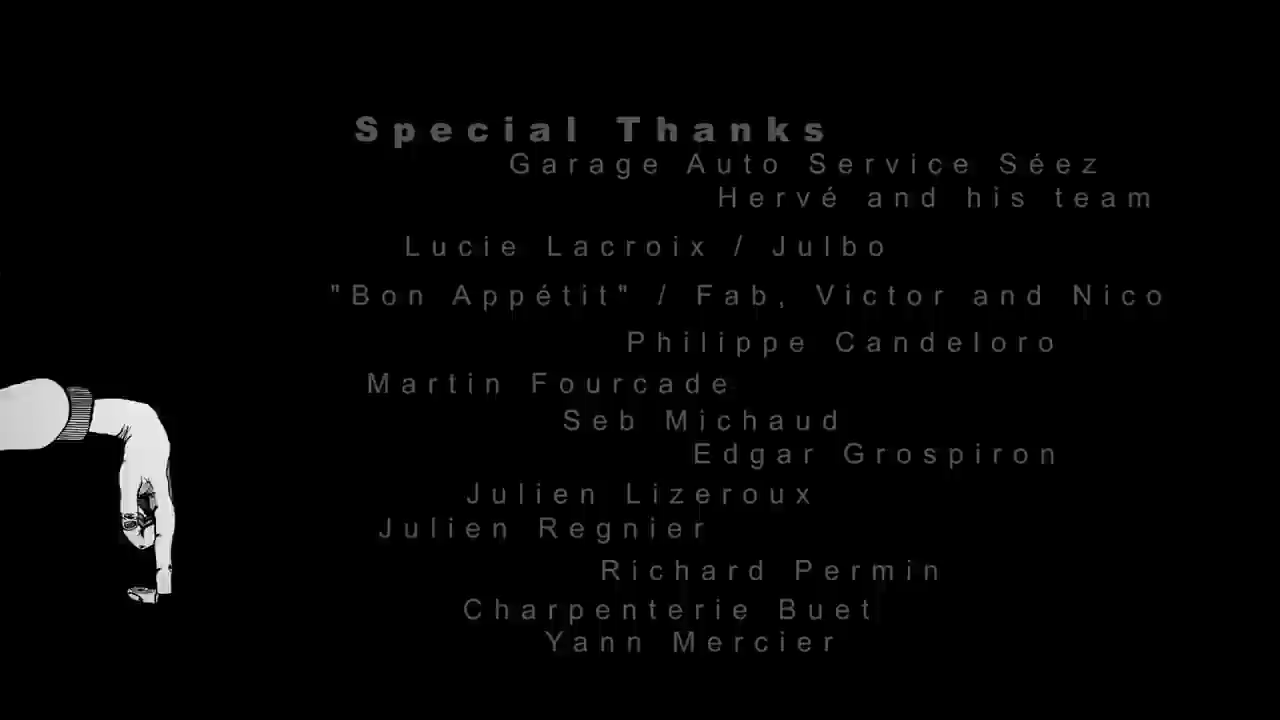 Special Thanks
Garage Auto Service Séez
Hervé and his team
Lucie Lacroix / Julbo
"Bon Appétit" / Fab, Victor and Nico
Philippe Candeloro
Martin Fourcade
Seb Michaud
Edgar Grospiron
Julien Lizeroux
Julien Regnier
Richard Permin
Charpenterie Buet
Yann Mercier